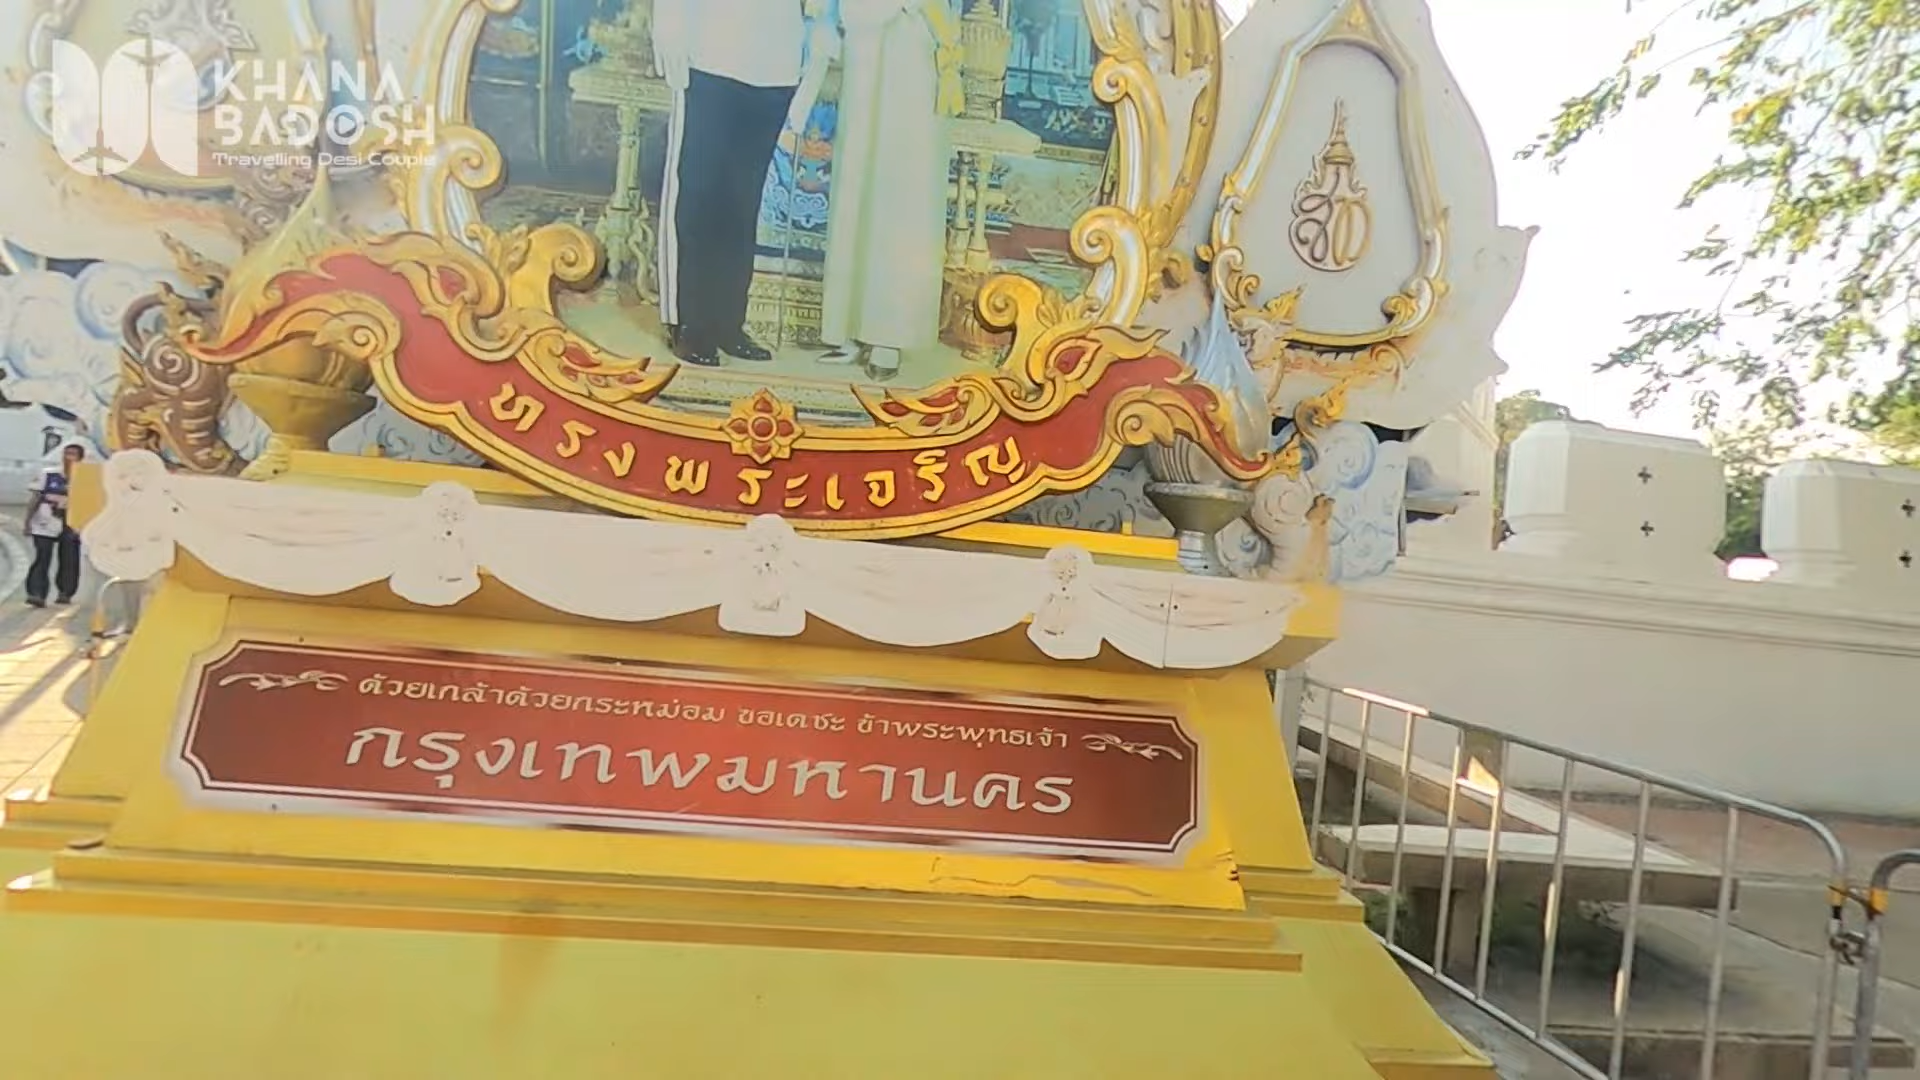 KHANA
BADOSH
Travelling Desi Couple
สท
ทรงพระเจริญ
ด้วยเกล้าด้วยกระหม่อม ขอเดชะ ข้าพระพุทธเจ้า
กรุงเทพมหานคร